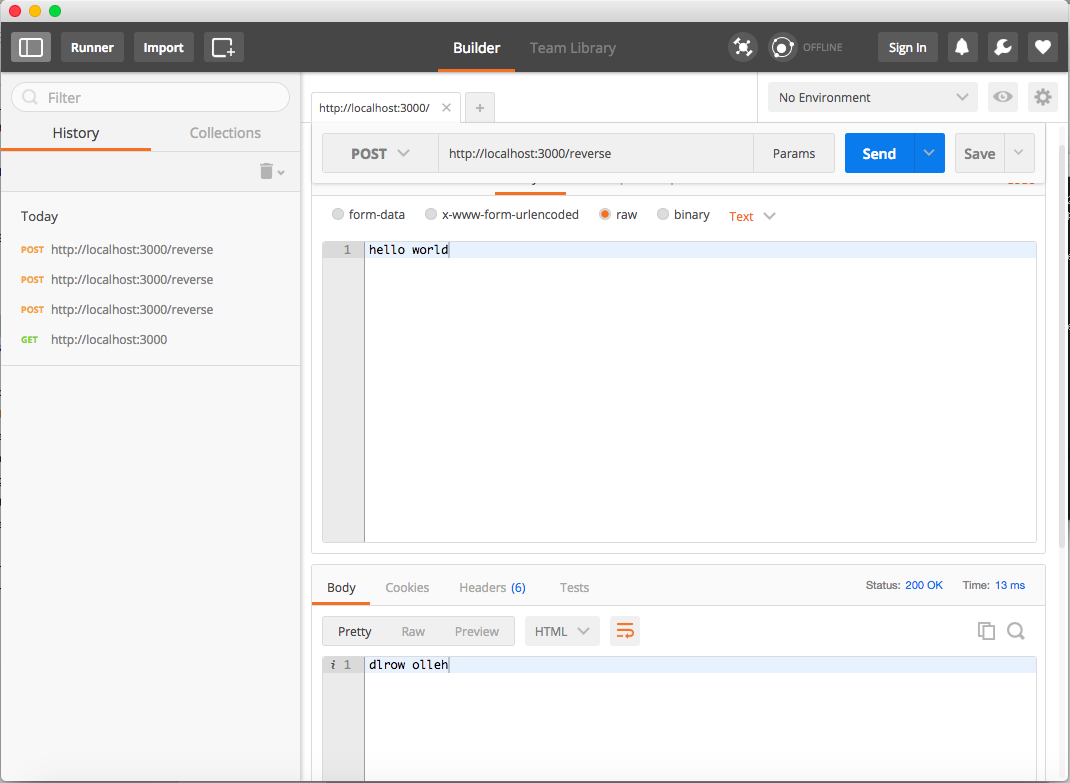 Runner Import Builder Team Library OFFLINE Sign In
Filter
http://localhost:3000/
No Environment
History Collections
POST http://localhost:3000/reverse Params Send Save
Today
form-data x-www-form-urlencoded raw binary Text
POST http://localhost:3000/reverse
1 hello world
POST http://localhost:3000/reverse
POST http://localhost:3000/reverse
GET http://localhost:3000
Body Cookies Headers (6) Tests Status: 200 OK Time: 13 ms
Pretty Raw Preview HTML
i 1 dlrow olleh